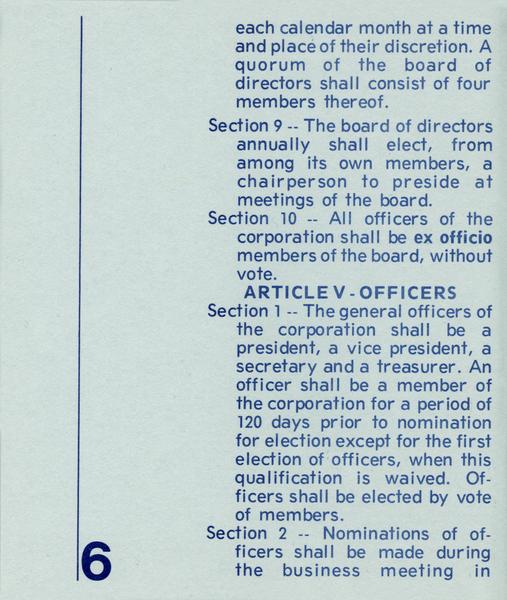 each calendar month at a time
and place of their discretion. A
quorum of the board of
directors shall consist of four
members thereof.
Section 9 -- The board of directors
annually shall elect, from
among its own members, a
chairperson to preside at
meetings of the board.
Section 10 -- All officers of the
corporation shall be ex officio
members of the board, without
vote.
ARTICLE V - OFFICERS
Section 1 -- The general officers of
the corporation shall be a
president, a vice president, a
secretary and a treasurer. An
officer shall be a member of
the corporation for a period of
120 days prior to nomination
for election except for the first
election of officers, when this
qualification is waived. Of-
ficers shall be elected by vote
of members.
Section 2 -- Nominations of of-
ficers shall be made during
the business meeting in
6